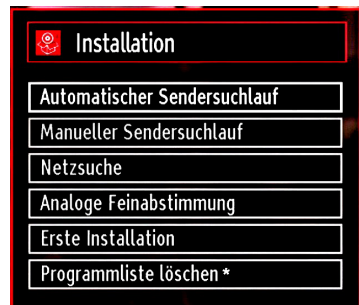 Installation
Automatischer Sendersuchlauf
Manueller Sendersuchlauf
Netzsuche
Analoge Feinabstimmung
Erste Installation
Programmliste löschen *